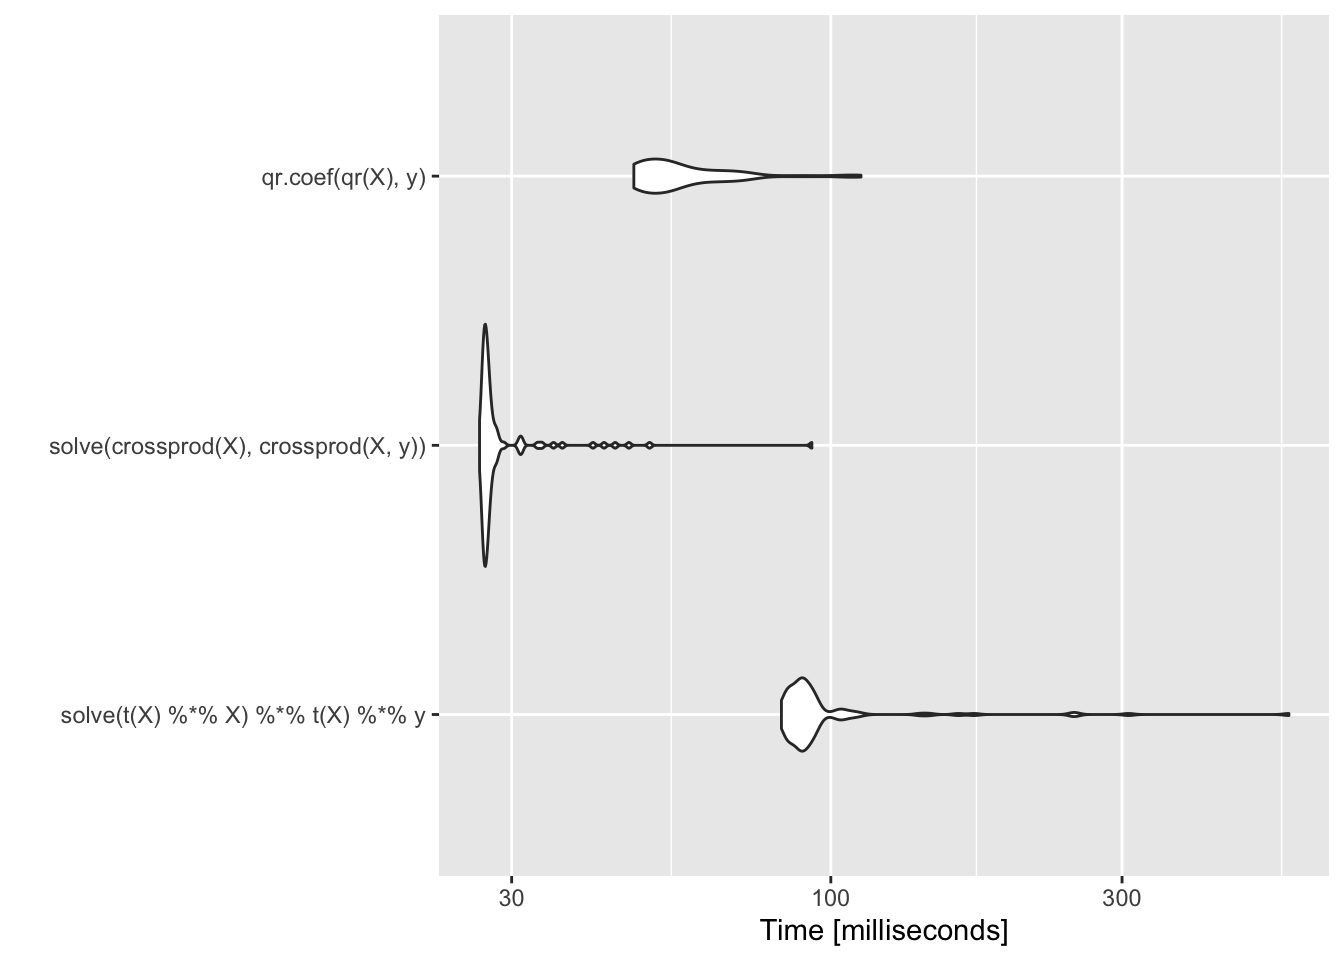 qr.coef(qr(X), y)
solve(crossprod(X), crossprod(X, y))
solve(t(X) %*% X) %*% t(X) %*% y
30
100
300
Time [milliseconds]